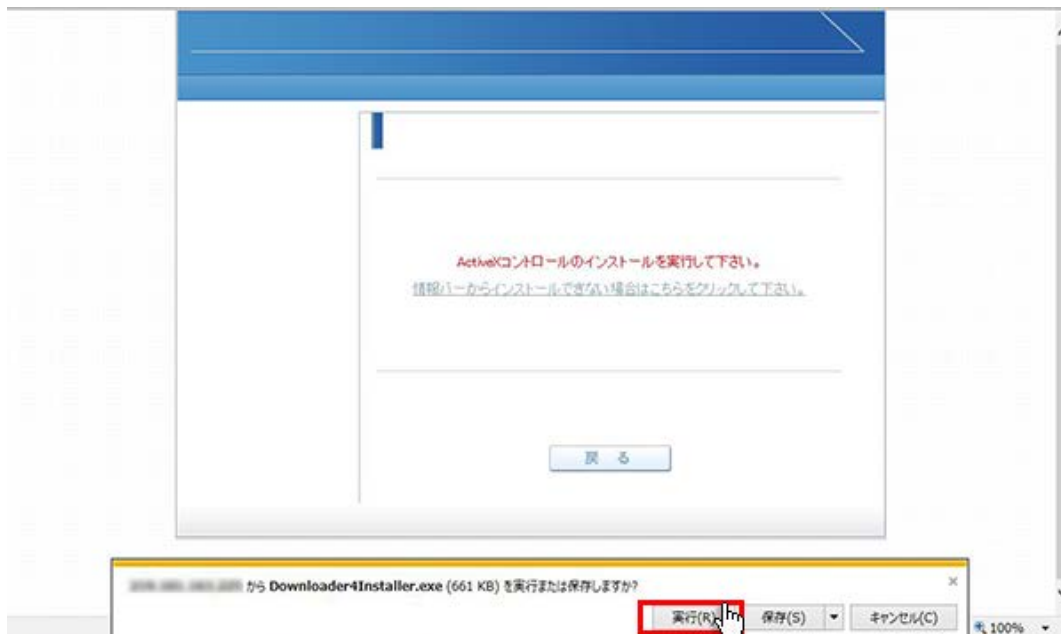 ActiveXコントロールのインストールを実行して下さい。
情報バーからインストールできない場合はこちらをクリックして下さい。
戻 る
から Downloader4Installer.exe (661 KB) を実行または保存しますか?
×
実行(R) 保存(S) ▼ キャンセル(C)
100% ▼